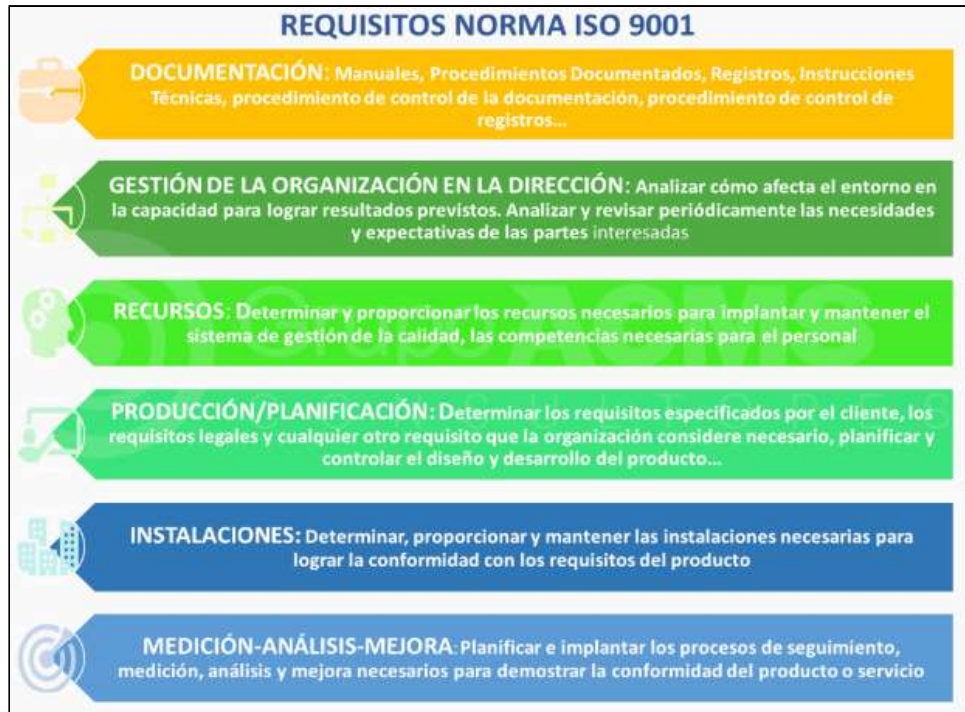 REQUISITOS NORMA ISO 9001
DOCUMENTACIÓN: Manuales, Procedimientos Documentados, Registros, Instrucciones
Técnicas, procedimiento de control de la documentación, procedimiento de control de
registros...
GESTIÓN DE LA ORGANIZACIÓN EN LA DIRECCIÓN: Analizar cómo afecta el entorno en
la capacidad para lograr resultados previstos. Analizar y revisar periódicamente las necesidades
y expectativas de las partes interesadas
RECURSOS: Determinar y proporcionar los recursos necesarios para implantar y mantener el
sistema de gestión de la calidad, las competencias necesarias para el personal
Grupo ACMS
CONSULTORES
PRODUCCIÓN/PLANIFICACIÓN: Determinar los requisitos especificados por el cliente, los
requisitos legales y cualquier otro requisito que la organización considere necesario, planificar y
controlar el diseño y desarrollo del producto...
INSTALACIONES: Determinar, proporcionar y mantener las instalaciones necesarias para
lograr la conformidad con los requisitos del producto
MEDICIÓN-ANÁLISIS-MEJORA: Planificar e implantar los procesos de seguimiento,
medición, análisis y mejora necesarios para demostrar la conformidad del producto o servicio